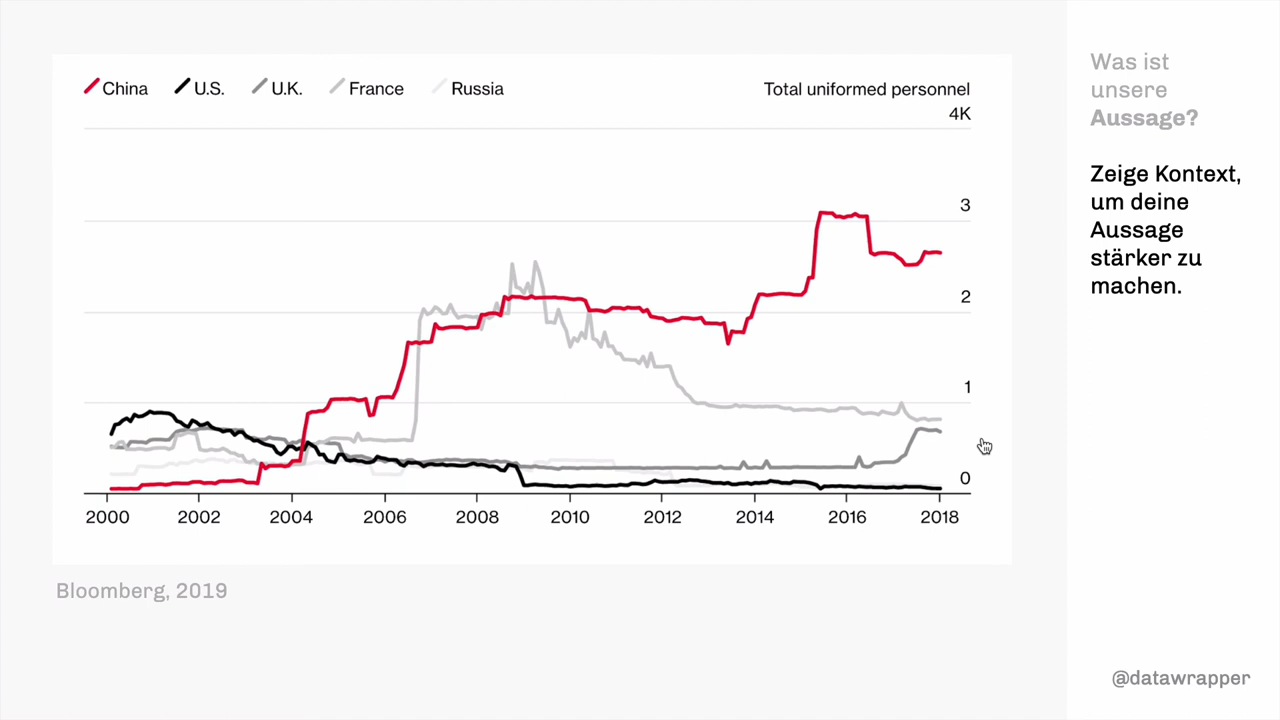 China U.S. U.K. France Russia Total uniformed personnel
4K
3
2
1
0
2000 2002 2004 2006 2008 2010 2012 2014 2016 2018
Bloomberg, 2019
Was ist
unsere
Aussage?
Zeige Kontext,
um deine
Aussage
stärker zu
machen.
@datawrapper